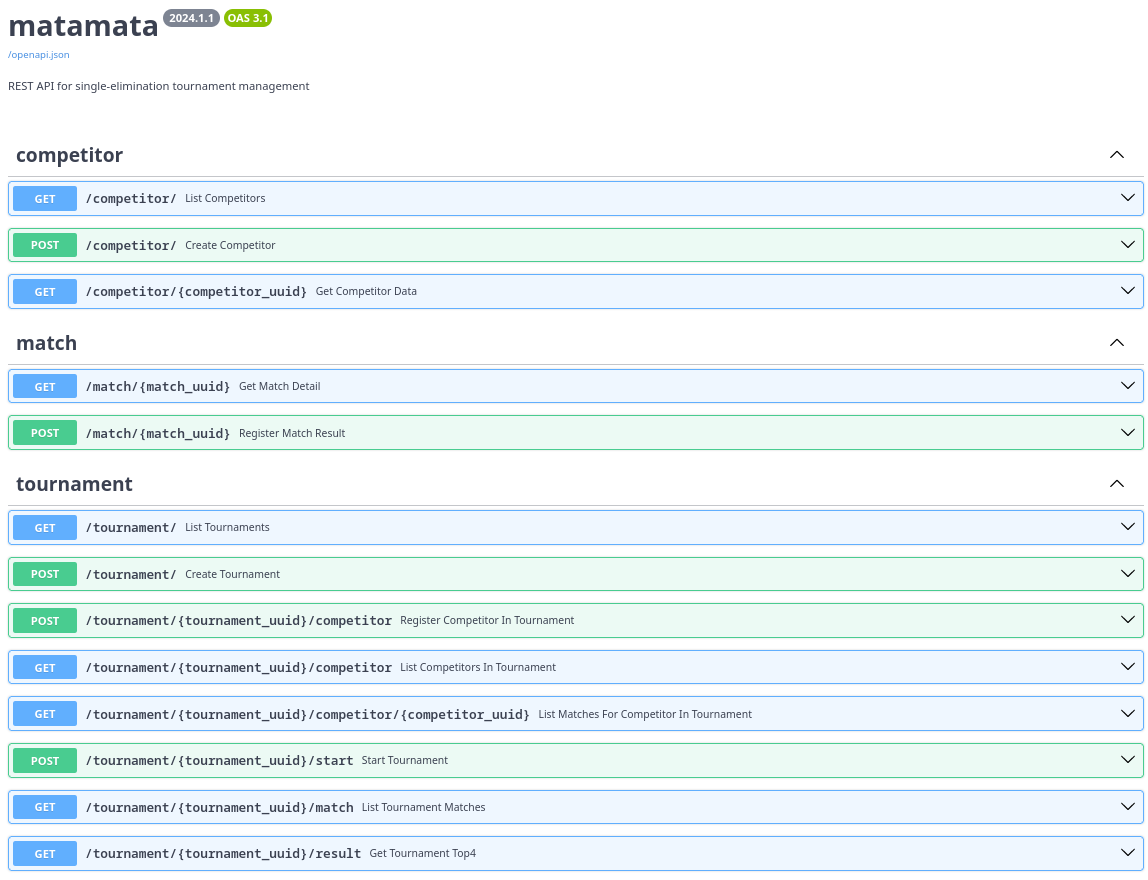 matamata 2024.1.1 OAS 3.1
/openapi.json
REST API for single-elimination tournament management
competitor
GET /competitor/ List Competitors
POST /competitor/ Create Competitor
GET /competitor/{competitor_uuid} Get Competitor Data
match
GET /match/{match_uuid} Get Match Detail
POST /match/{match_uuid} Register Match Result
tournament
GET /tournament/ List Tournaments
POST /tournament/ Create Tournament
POST /tournament/{tournament_uuid}/competitor Register Competitor In Tournament
GET /tournament/{tournament_uuid}/competitor List Competitors In Tournament
GET /tournament/{tournament_uuid}/competitor/{competitor_uuid} List Matches For Competitor In Tournament
POST /tournament/{tournament_uuid}/start Start Tournament
GET /tournament/{tournament_uuid}/match List Tournament Matches
GET /tournament/{tournament_uuid}/result Get Tournament Top4